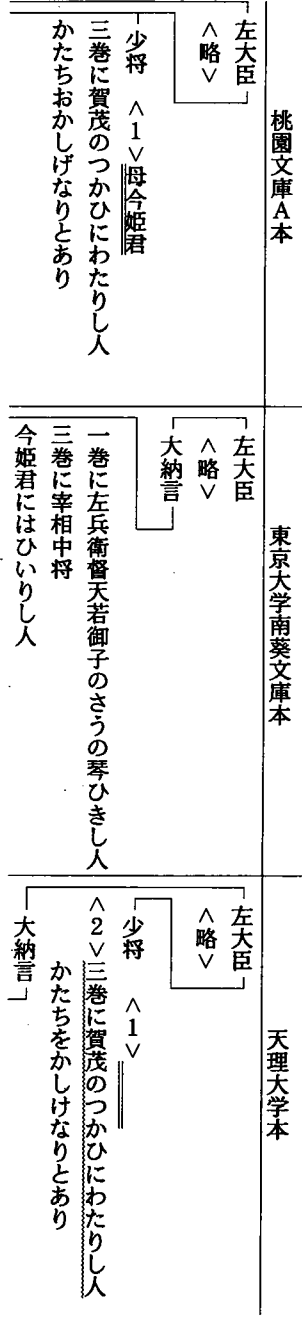 桃園文庫A本
左大臣
＜略＞
少将　＜1＞母今姫君
三巻に賀茂のつかひにわたりし人
かたちおかしげなりとあり
東京大学南葵文庫本
左大臣
＜略＞
大納言
一巻に左兵衛督天若御子のさうの琴ひきし人
三巻に宰相中将
今姫君にはひいりし人
天理大学本
左大臣
＜略＞
少将　＜1＞
＜2＞三巻に賀茂のつかひにわたりし人
かたちをかしけなりとあり
大納言